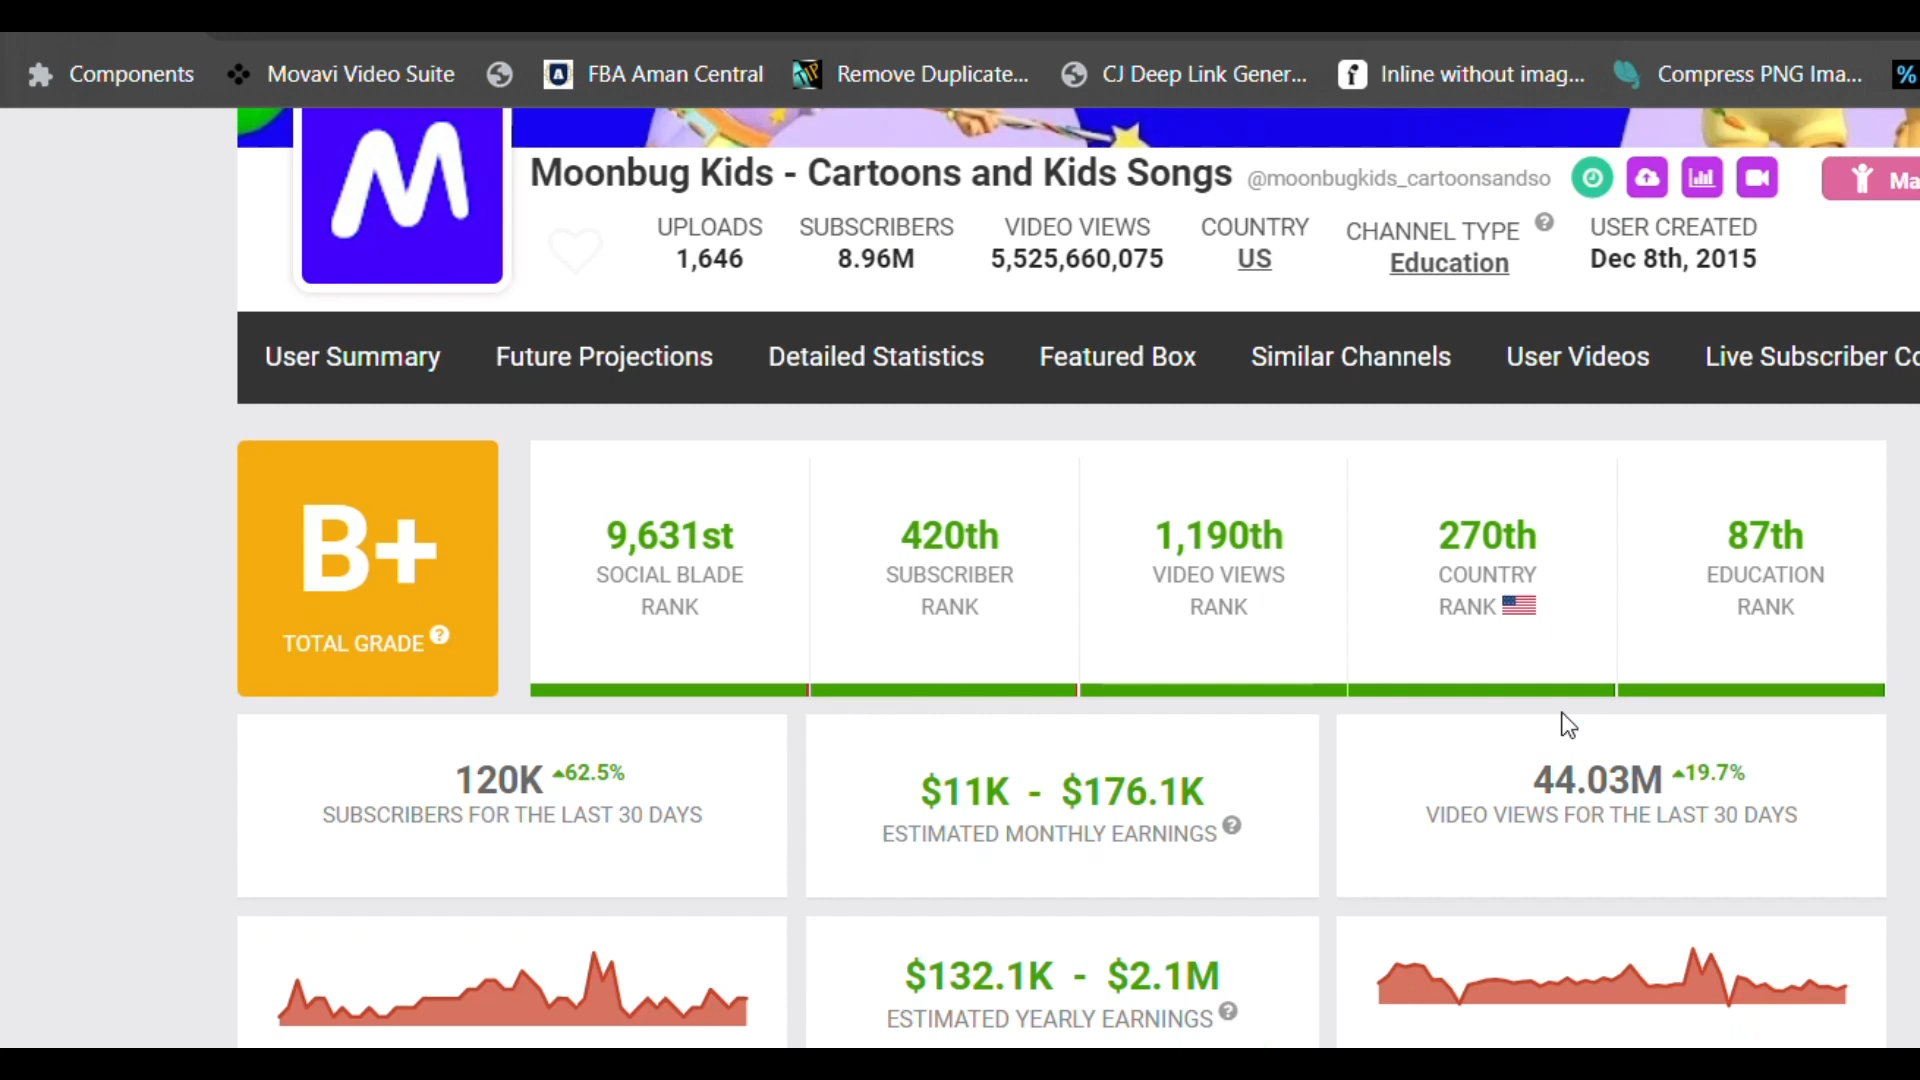 Components Movavi Video Suite FBA Aman Central Remove Duplicate... CJ Deep Link Gener... Inline without imag... Compress PNG Ima... %
M
Moonbug Kids - Cartoons and Kids Songs @moonbugkids_cartoonsandso Ma
UPLOADS SUBSCRIBERS VIDEO VIEWS COUNTRY CHANNEL TYPE ? USER CREATED
1,646 8.96M 5,525,660,075 US Education Dec 8th, 2015
User Summary Future Projections Detailed Statistics Featured Box Similar Channels User Videos Live Subscriber Co
B+
TOTAL GRADE ?
9,631st 420th 1,190th 270th 87th
SOCIAL BLADE SUBSCRIBER VIDEO VIEWS COUNTRY EDUCATION
RANK RANK RANK RANK RANK
120K 62.5%
SUBSCRIBERS FOR THE LAST 30 DAYS
$11K - $176.1K
ESTIMATED MONTHLY EARNINGS ?
44.03M 19.7%
VIDEO VIEWS FOR THE LAST 30 DAYS
$132.1K - $2.1M
ESTIMATED YEARLY EARNINGS ?